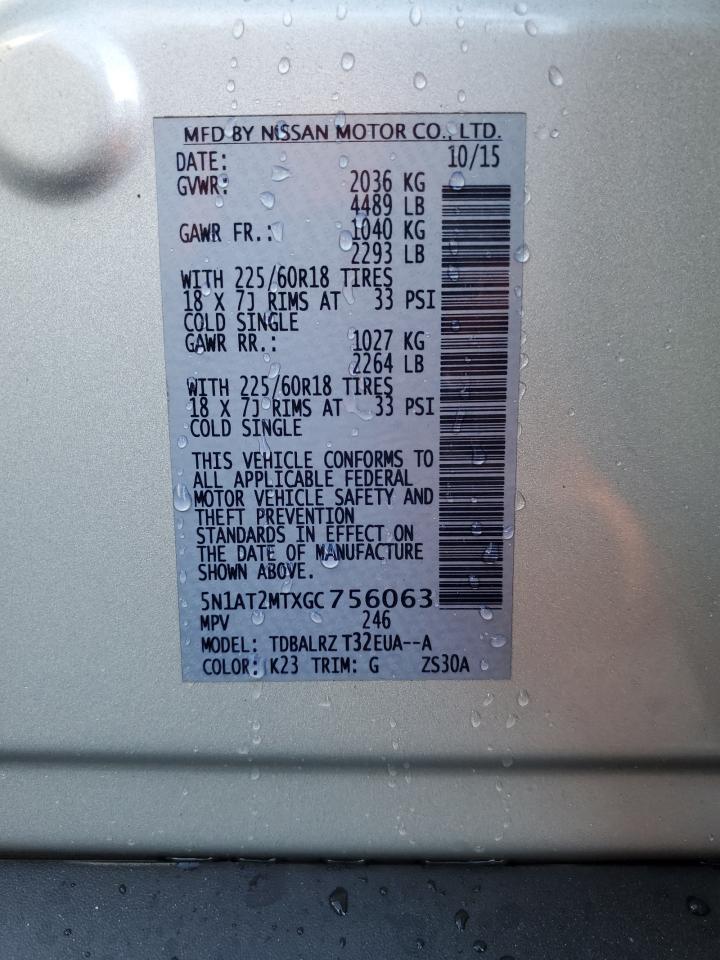 MFD BY NISSAN MOTOR CO., LTD.
DATE: 10/15
GVWR: 2036 KG
4489 LB
GAWR FR.: 1040 KG
2293 LB
WITH 225/60R18 TIRES
18 X 7J RIMS AT 33 PSI
COLD SINGLE
GAWR RR.: 1027 KG
2264 LB
WITH 225/60R18 TIRES
18 X 7J RIMS AT 33 PSI
COLD SINGLE
THIS VEHICLE CONFORMS TO
ALL APPLICABLE FEDERAL
MOTOR VEHICLE SAFETY AND
THEFT PREVENTION
STANDARDS IN EFFECT ON
THE DATE OF MANUFACTURE
SHOWN ABOVE.
5N1AT2MTXGC756063
MPV 246
MODEL: TDBALRZ T32EUA--A
COLOR: K23 TRIM: G ZS30A